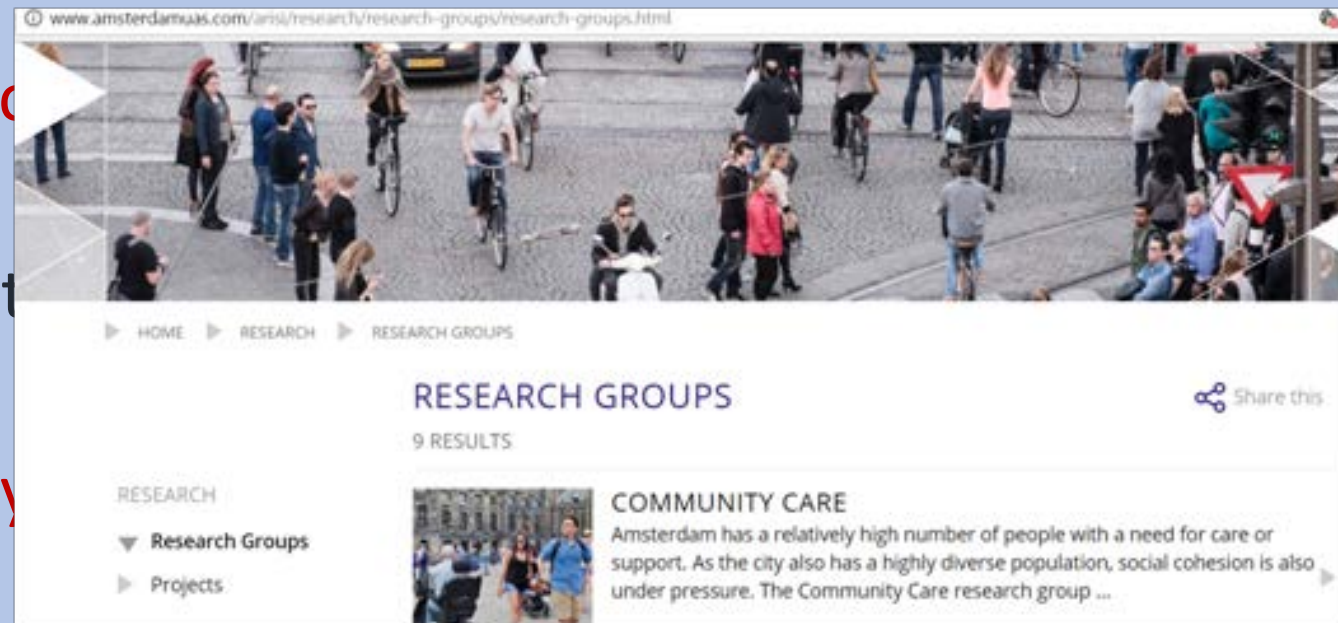 www.amsterdamuas.com/arisi/research/research-groups/research-groups.html
HOME RESEARCH RESEARCH GROUPS
RESEARCH GROUPS
Share this
9 RESULTS
RESEARCH
Research Groups
Projects
COMMUNITY CARE
Amsterdam has a relatively high number of people with a need for care or
support. As the city also has a highly diverse population, social cohesion is also
under pressure. The Community Care research group ...